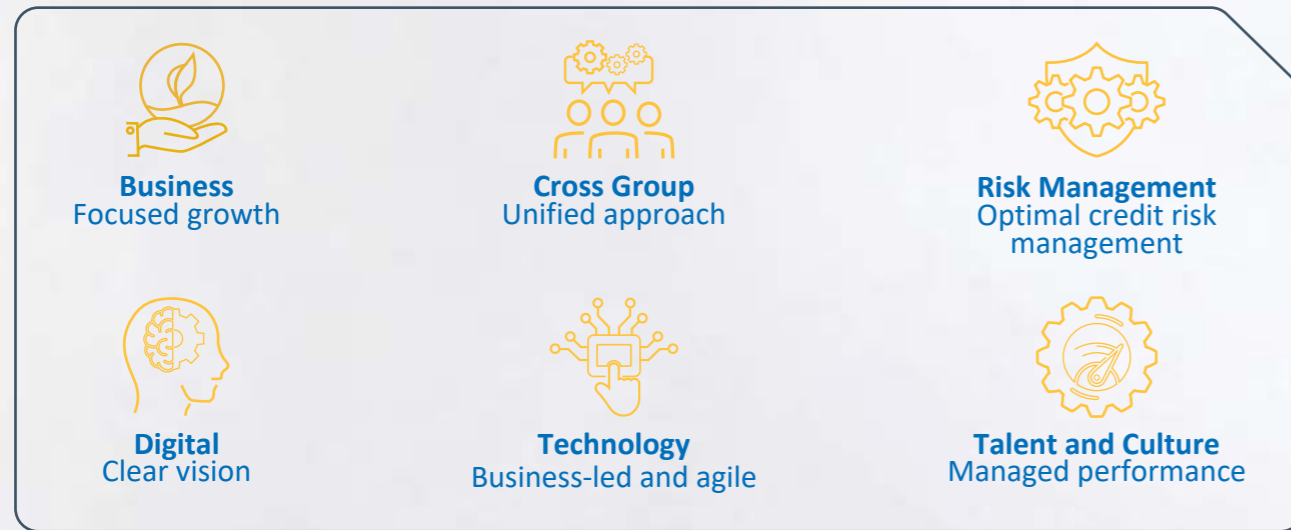 Business
Focused growth
Cross Group
Unified approach
Risk Management
Optimal credit risk
management
Digital
Clear vision
Technology
Business-led and agile
Talent and Culture
Managed performance